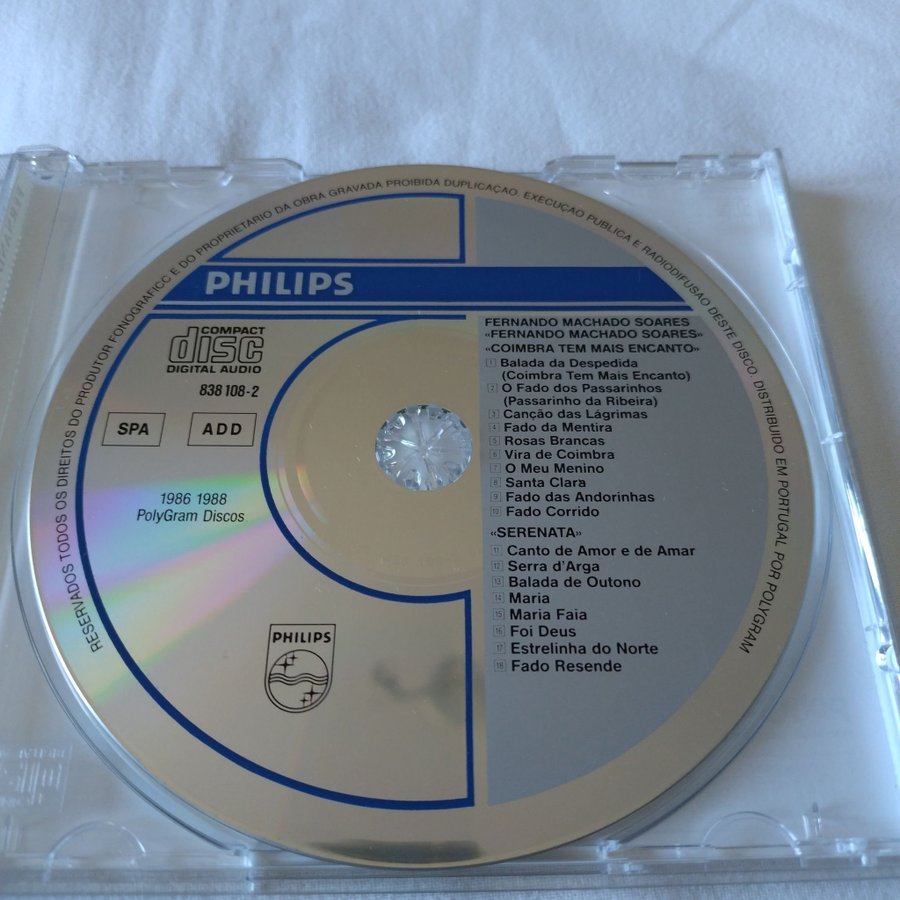 RESERVADOS TODOS OS DIREITOS DO PRODUTOR FONOGRAFICC E DO PROPRIETARIO DA OBRA GRAVADA PROIBIDA DUPLICAÇAO. EXECUÇAO PUBLICA E RADIODIFUSAO DESTE DISCO. DISTRIBUIDO EM PORTUGAL POR POLYGRAM
PHILIPS
COMPACT
disc
DIGITAL AUDIO
838 108-2
SPA
ADD
1986 1988
PolyGram Discos
PHILIPS
FERNANDO MACHADO SOARES
«FERNANDO MACHADO SOARES»
«COIMBRA TEM MAIS ENCANTO»
1 Balada da Despedida
(Coimbra Tem Mais Encanto)
2 O Fado dos Passarinhos
(Passarinho da Ribeira)
3 Canção das Lágrimas
4 Fado da Mentira
5 Rosas Brancas
6 Vira de Coimbra
7 O Meu Menino
8 Santa Clara
9 Fado das Andorinhas
10 Fado Corrido
«SERENATA»
11 Canto de Amor e de Amar
12 Serra d'Arga
13 Balada de Outono
14 Maria
15 Maria Faia
16 Foi Deus
17 Estrelinha do Norte
18 Fado Resende